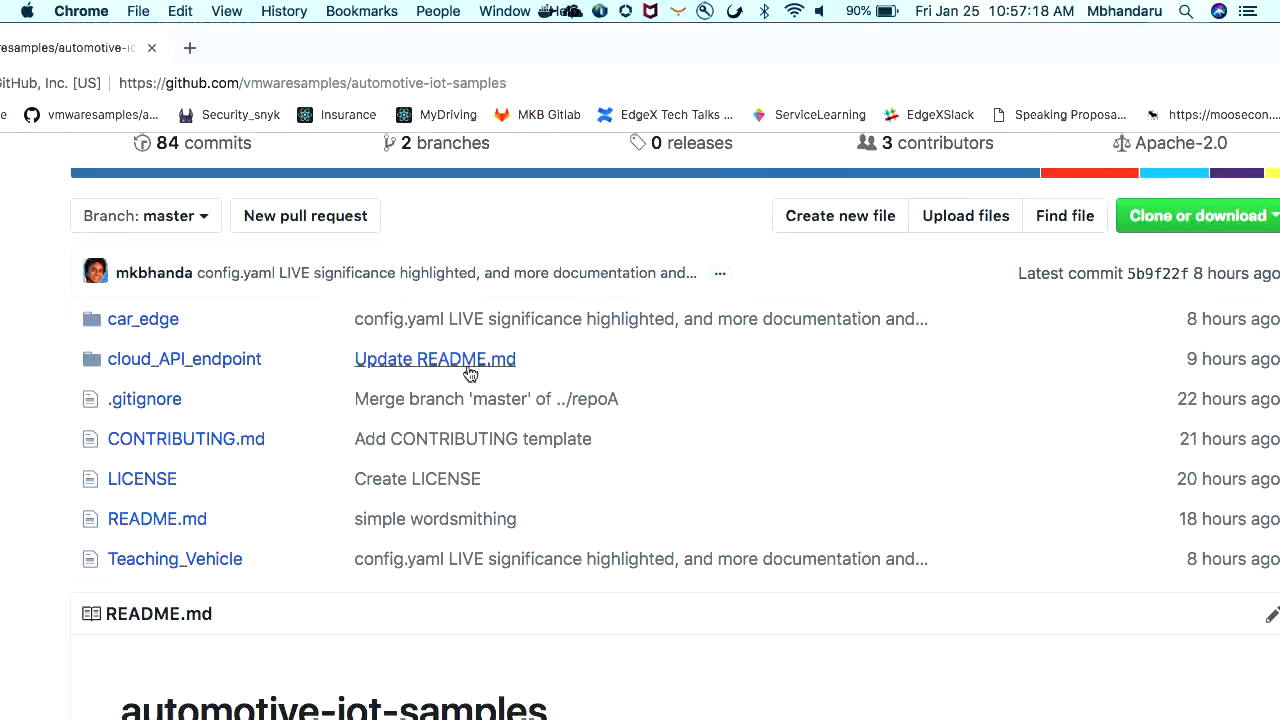 Chrome File Edit View History Bookmarks People Window 90% Fri Jan 25 10:57:18 AM Mbhandaru
esamples/automotive-io
itHub, Inc. [US] https://github.com/vmwaresamples/automotive-iot-samples
e vmwaresamples/a... Security_snyk Insurance MyDriving MKB Gitlab EdgeX Tech Talks ... ServiceLearning EdgeXSlack Speaking Proposa... https://moosecon....
84 commits 2 branches 0 releases 3 contributors Apache-2.0
Branch: master New pull request Create new file Upload files Find file Clone or download
mkbhanda config.yaml LIVE significance highlighted, and more documentation and... ... Latest commit 5b9f22f 8 hours ago
car_edge config.yaml LIVE significance highlighted, and more documentation and... 8 hours ago
cloud_API_endpoint Update README.md 9 hours ago
.gitignore Merge branch 'master' of ../repoA 22 hours ago
CONTRIBUTING.md Add CONTRIBUTING template 21 hours ago
LICENSE Create LICENSE 20 hours ago
README.md simple wordsmithing 18 hours ago
Teaching_Vehicle config.yaml LIVE significance highlighted, and more documentation and... 8 hours ago
README.md
automotive-iot-samples